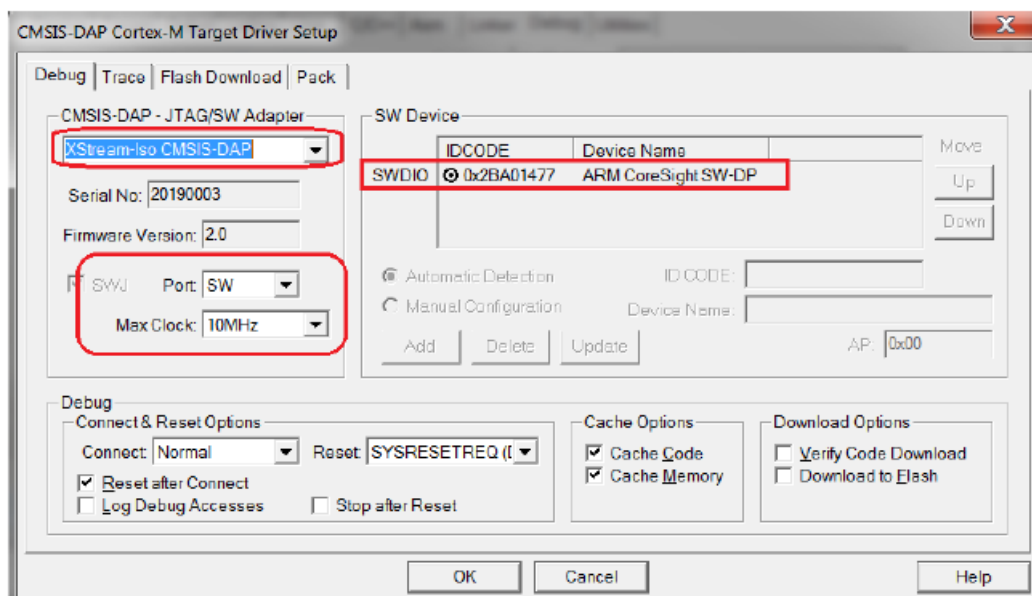 CMSIS-DAP Cortex-M Target Driver Setup
Debug Trace Flash Download Pack
CMSIS-DAP - JTAG/SW Adapter
XStream-Iso CMSIS-DAP
Serial No: 20190003
Firmware Version: 2.0
SWJ Port: SW
Max Clock: 10MHz
SW Device
IDCODE Device Name
SWDIO 0x2BA01477 ARM CoreSight SW-DP
Move
Up
Down
Automatic Detection ID CODE:
Manual Configuration Device Name:
Add Delete Update AP: 0x00
Debug
Connect & Reset Options
Connect: Normal Reset: SYSRESETREQ (
Reset after Connect
Log Debug Accesses Stop after Reset
Cache Options
Cache Code
Cache Memory
Download Options
Verify Code Download
Download to Flash
OK Cancel Help